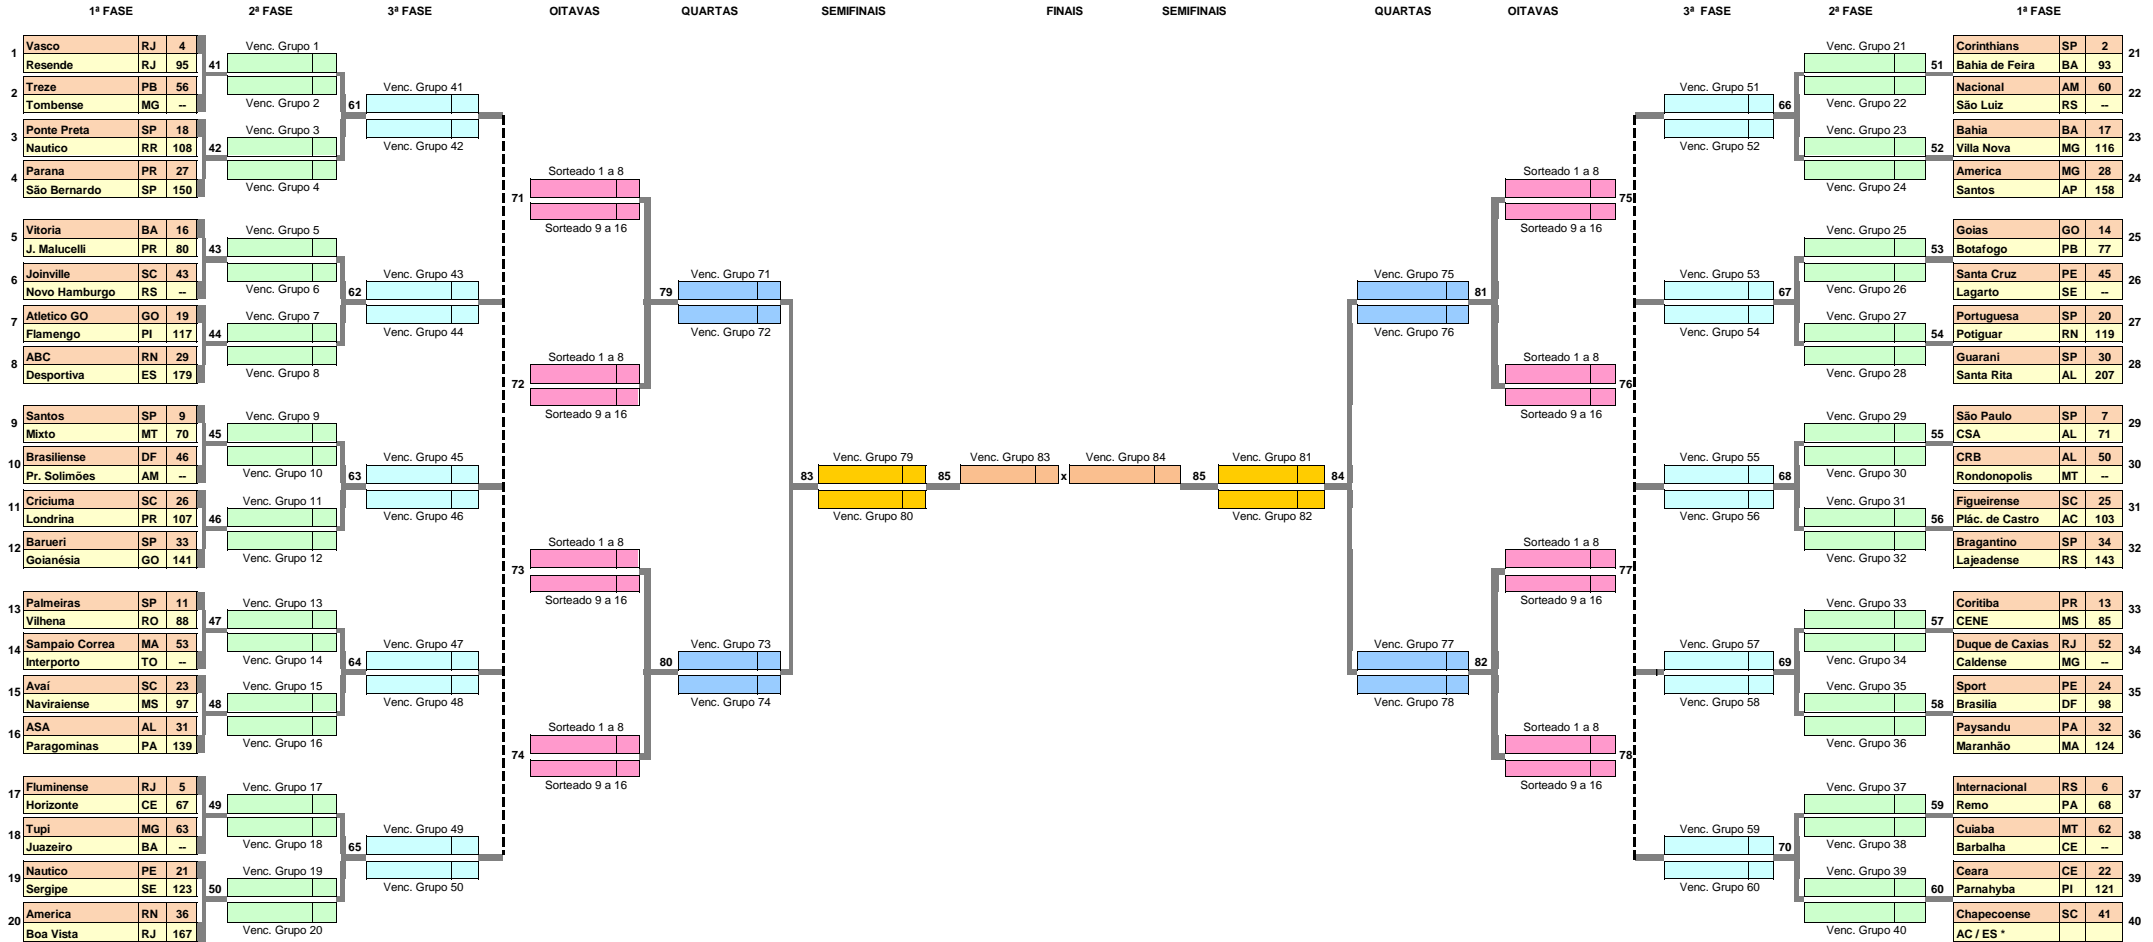 1ª FASE 2ª FASE 3ª FASE OITAVAS QUARTAS SEMIFINAIS FINAIS SEMIFINAIS QUARTAS OITAVAS 3ª FASE 2ª FASE 1ª FASE
1
Vasco RJ 4
Resende RJ 95
2
Treze PB 56
Tombense MG --
3
Ponte Preta SP 18
Nautico RR 108
4
Parana PR 27
São Bernardo SP 150
5
Vitoria BA 16
J. Malucelli PR 80
6
Joinville SC 43
Novo Hamburgo RS --
7
Atletico GO GO 19
Flamengo PI 117
8
ABC RN 29
Desportiva ES 179
9
Santos SP 9
Mixto MT 70
10
Brasiliense DF 46
Pr. Solimões AM --
11
Criciuma SC 26
Londrina PR 107
12
Barueri SP 33
Goianésia GO 141
13
Palmeiras SP 11
Vilhena RO 88
14
Sampaio Correa MA 53
Interporto TO --
15
Avaí SC 23
Naviraiense MS 97
16
ASA AL 31
Paragominas PA 139
17
Fluminense RJ 5
Horizonte CE 67
18
Tupi MG 63
Juazeiro BA --
19
Nautico PE 21
Sergipe SE 123
20
America RN 36
Boa Vista RJ 167
Venc. Grupo 1
41
Venc. Grupo 2
Venc. Grupo 3
42
Venc. Grupo 4
Venc. Grupo 5
43
Venc. Grupo 6
Venc. Grupo 7
44
Venc. Grupo 8
Venc. Grupo 9
45
Venc. Grupo 10
Venc. Grupo 11
46
Venc. Grupo 12
Venc. Grupo 13
47
Venc. Grupo 14
Venc. Grupo 15
48
Venc. Grupo 16
Venc. Grupo 17
49
Venc. Grupo 18
Venc. Grupo 19
50
Venc. Grupo 20
Venc. Grupo 41
61
Venc. Grupo 42
Venc. Grupo 43
62
Venc. Grupo 44
Venc. Grupo 45
63
Venc. Grupo 46
Venc. Grupo 47
64
Venc. Grupo 48
Venc. Grupo 49
65
Venc. Grupo 50
Sorteado 1 a 8
71
Sorteado 9 a 16
Sorteado 1 a 8
72
Sorteado 9 a 16
Sorteado 1 a 8
73
Sorteado 9 a 16
Sorteado 1 a 8
74
Sorteado 9 a 16
Venc. Grupo 71
79
Venc. Grupo 72
Venc. Grupo 73
80
Venc. Grupo 74
Venc. Grupo 79
83
Venc. Grupo 80
Venc. Grupo 83 Venc. Grupo 84
85 x 85
Venc. Grupo 81
84
Venc. Grupo 82
Venc. Grupo 75
81
Venc. Grupo 76
Venc. Grupo 77
82
Venc. Grupo 78
Sorteado 1 a 8
75
Sorteado 9 a 16
Sorteado 1 a 8
76
Sorteado 9 a 16
Sorteado 1 a 8
77
Sorteado 9 a 16
Sorteado 1 a 8
78
Sorteado 9 a 16
Venc. Grupo 51
66
Venc. Grupo 52
Venc. Grupo 53
67
Venc. Grupo 54
Venc. Grupo 55
68
Venc. Grupo 56
Venc. Grupo 57
69
Venc. Grupo 58
Venc. Grupo 59
70
Venc. Grupo 60
Venc. Grupo 21
51
Venc. Grupo 22
Venc. Grupo 23
52
Venc. Grupo 24
Venc. Grupo 25
53
Venc. Grupo 26
Venc. Grupo 27
54
Venc. Grupo 28
Venc. Grupo 29
55
Venc. Grupo 30
Venc. Grupo 31
56
Venc. Grupo 32
Venc. Grupo 33
57
Venc. Grupo 34
Venc. Grupo 35
58
Venc. Grupo 36
Venc. Grupo 37
59
Venc. Grupo 38
Venc. Grupo 39
60
Venc. Grupo 40
Corinthians SP 2
21
Bahia de Feira BA 93
Nacional AM 60
22
São Luiz RS --
Bahia BA 17
23
Villa Nova MG 116
America MG 28
24
Santos AP 158
Goias GO 14
25
Botafogo PB 77
Santa Cruz PE 45
26
Lagarto SE --
Portuguesa SP 20
27
Potiguar RN 119
Guarani SP 30
28
Santa Rita AL 207
São Paulo SP 7
29
CSA AL 71
CRB AL 50
30
Rondonopolis MT --
Figueirense SC 25
31
Plác. de Castro AC 103
Bragantino SP 34
32
Lajeadense RS 143
Coritiba PR 13
33
CENE MS 85
Duque de Caxias RJ 52
34
Caldense MG --
Sport PE 24
35
Brasilia DF 98
Paysandu PA 32
36
Maranhão MA 124
Internacional RS 6
37
Remo PA 68
Cuiaba MT 62
38
Barbalha CE --
Ceara CE 22
39
Parnahyba PI 121
Chapecoense SC 41
40
AC / ES *